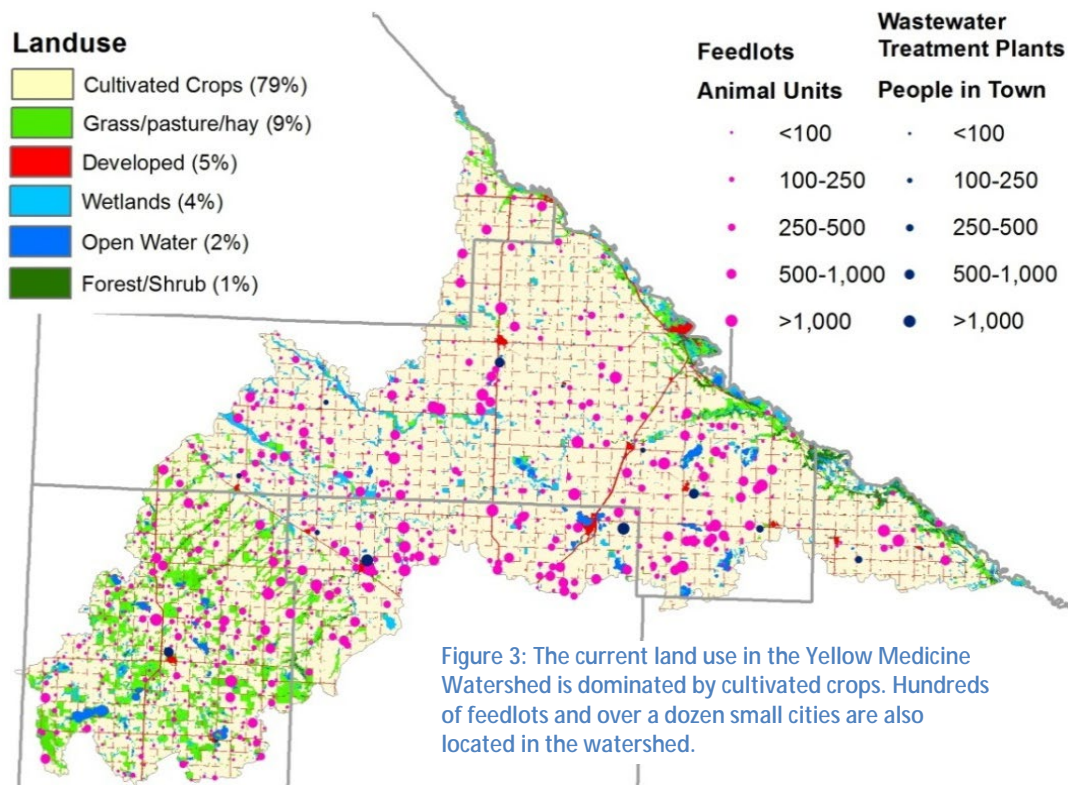 Landuse
Cultivated Crops (79%)
Grass/pasture/hay (9%)
Developed (5%)
Wetlands (4%)
Open Water (2%)
Forest/Shrub (1%)
Feedlots
Animal Units
<100
100-250
250-500
500-1,000
>1,000
Wastewater
Treatment Plants
People in Town
<100
100-250
250-500
500-1,000
>1,000
Figure 3: The current land use in the Yellow Medicine
Watershed is dominated by cultivated crops. Hundreds
of feedlots and over a dozen small cities are also
located in the watershed.